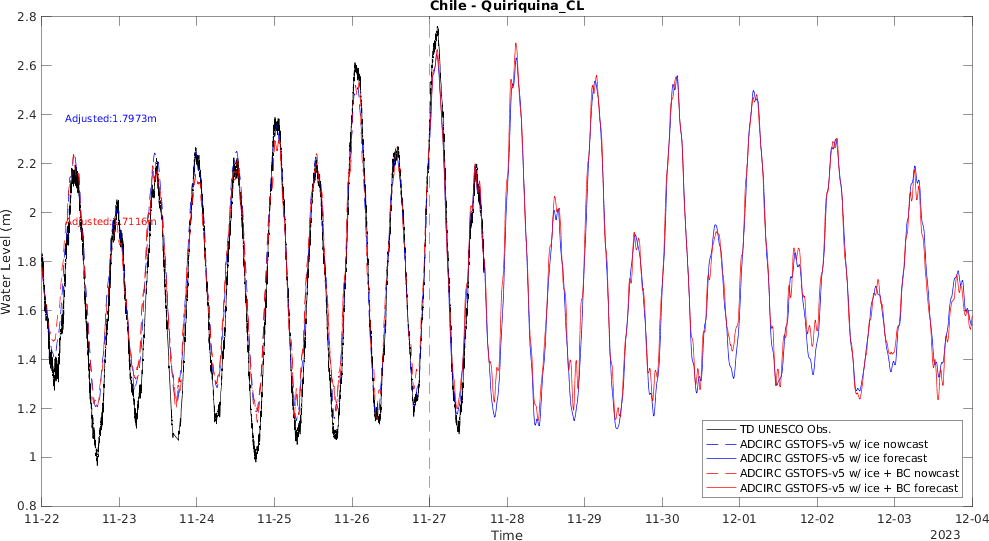 Chile - Quiriquina_CL
2.8
2.6
2.4
2.2
2
1.8
1.6
1.4
1.2
1
0.8
Water Level (m)
Adjusted:1.7973m
Adjusted:1.7116m
TD UNESCO Obs.
ADCIRC GSTOFS-v5 w/ ice nowcast
ADCIRC GSTOFS-v5 w/ ice forecast
ADCIRC GSTOFS-v5 w/ ice + BC nowcast
ADCIRC GSTOFS-v5 w/ ice + BC forecast
11-22 11-23 11-24 11-25 11-26 11-27 11-28 11-29 11-30 12-01 12-02 12-03 12-04
Time
2023